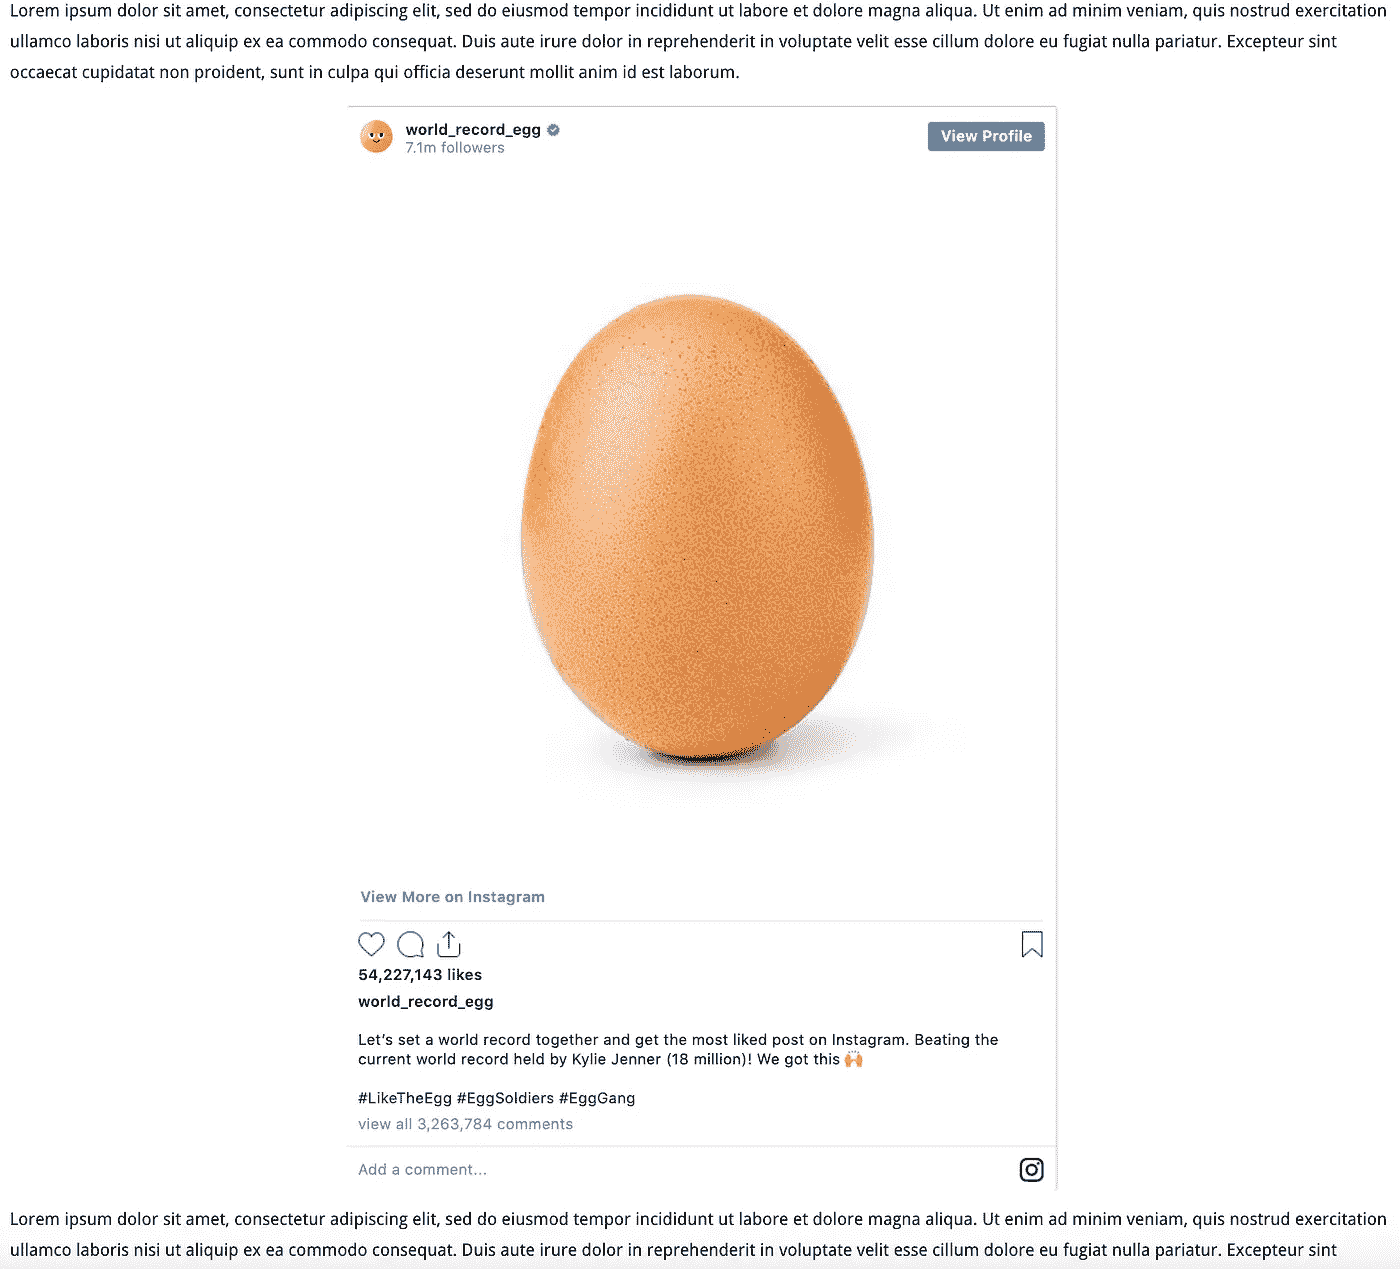 Lorem ipsum dolor sit amet, consectetur adipiscing elit, sed do eiusmod tempor incididunt ut labore et dolore magna aliqua. Ut enim ad minim veniam, quis nostrud exercitation
ullamco laboris nisi ut aliquip ex ea commodo consequat. Duis aute irure dolor in reprehenderit in voluptate velit esse cillum dolore eu fugiat nulla pariatur. Excepteur sint
occaecat cupidatat non proident, sunt in culpa qui officia deserunt mollit anim id est laborum.
world_record_egg
7.1m followers
View Profile
View More on Instagram
54,227,143 likes
world_record_egg
Let’s set a world record together and get the most liked post on Instagram. Beating the
current world record held by Kylie Jenner (18 million)! We got this 🙌
#LikeTheEgg #EggSoldiers #EggGang
view all 3,263,784 comments
Add a comment...
Lorem ipsum dolor sit amet, consectetur adipiscing elit, sed do eiusmod tempor incididunt ut labore et dolore magna aliqua. Ut enim ad minim veniam, quis nostrud exercitation
ullamco laboris nisi ut aliquip ex ea commodo consequat. Duis aute irure dolor in reprehenderit in voluptate velit esse cillum dolore eu fugiat nulla pariatur. Excepteur sint